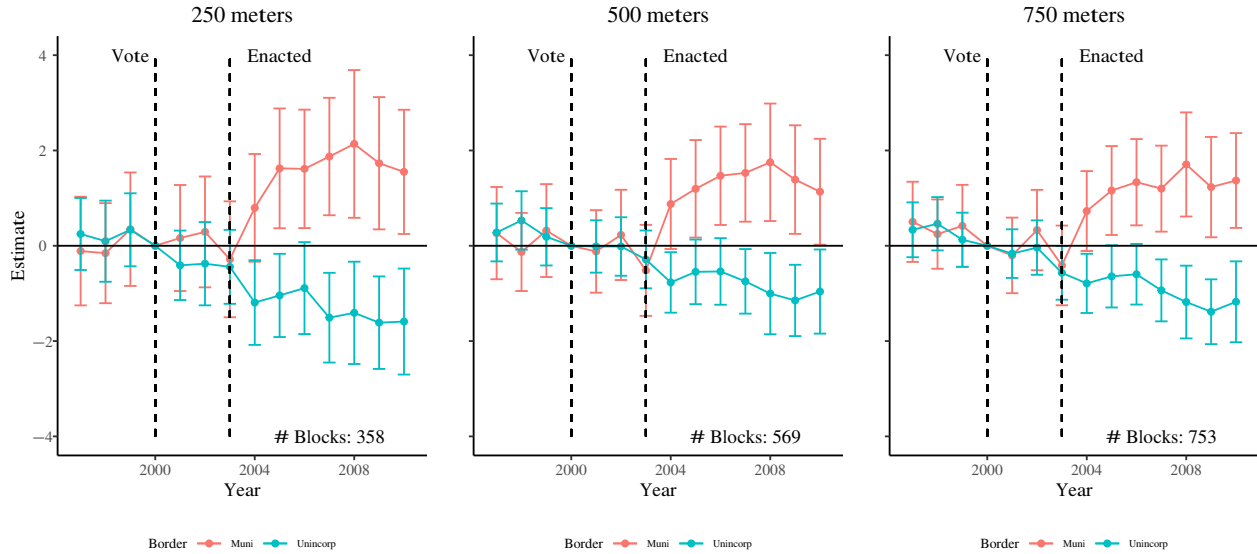 250 meters
500 meters
750 meters
Vote Enacted
Vote Enacted
Vote Enacted
Estimate
4
2
0
−2
−4
# Blocks: 358
# Blocks: 569
# Blocks: 753
2000 2004 2008
2000 2004 2008
2000 2004 2008
Year
Year
Year
Border Muni Unincorp
Border Muni Unincorp
Border Muni Unincorp